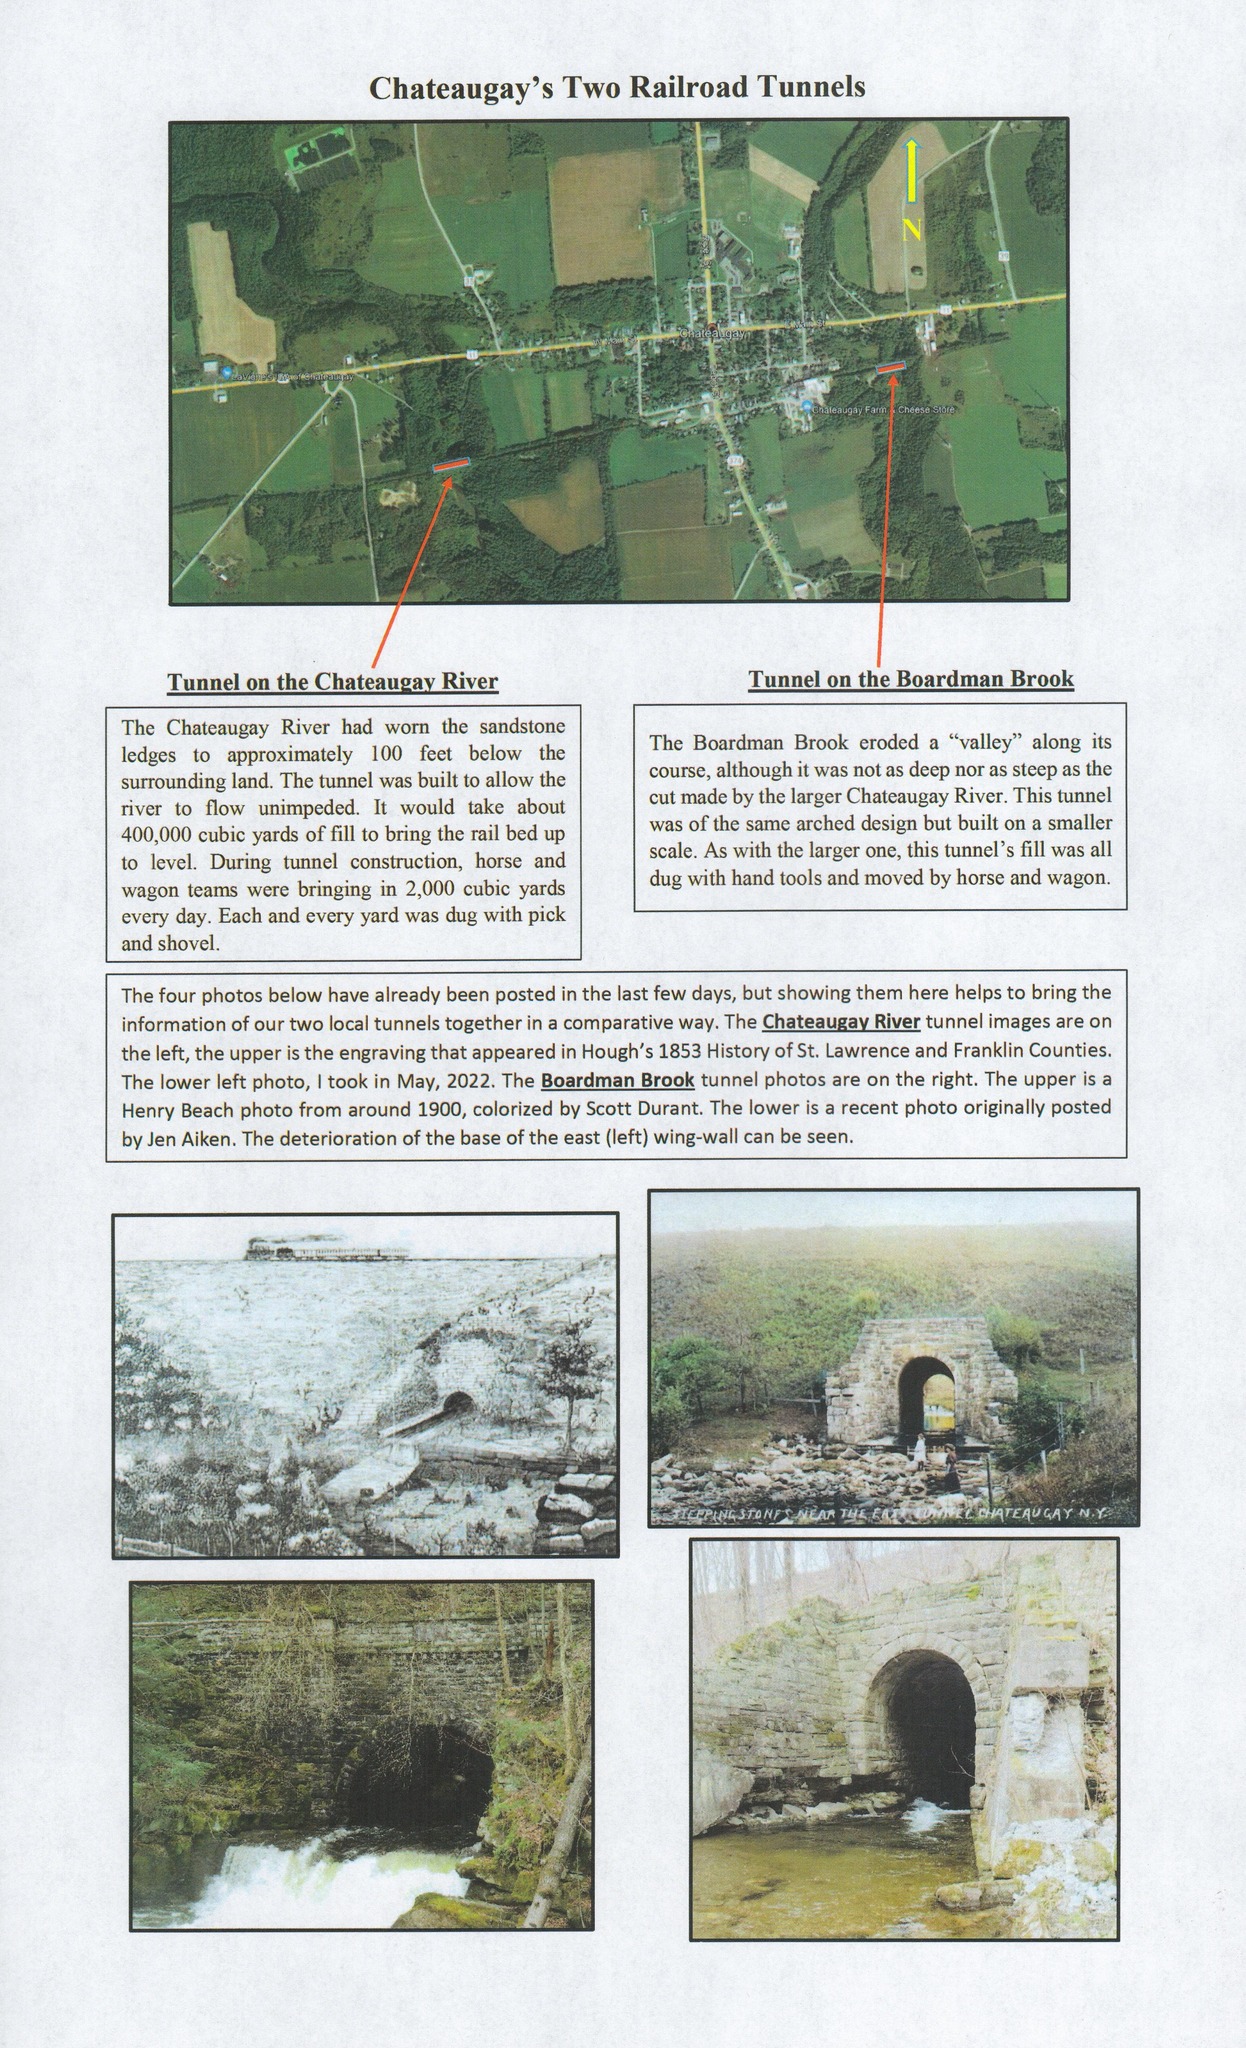 Chateaugay's Two Railroad Tunnels
N
Chateaugay
LaVigne's
of Chateaugay
11
11
374
Chateaugay Farm & Cheese Store
Tunnel on the Chateaugay River
The Chateaugay River had worn the sandstone
ledges to approximately 100 feet below the
surrounding land. The tunnel was built to allow the
river to flow unimpeded. It would take about
400,000 cubic yards of fill to bring the rail bed up
to level. During tunnel construction, horse and
wagon teams were bringing in 2,000 cubic yards
every day. Each and every yard was dug with pick
and shovel.
Tunnel on the Boardman Brook
The Boardman Brook eroded a “valley” along its
course, although it was not as deep nor as steep as the
cut made by the larger Chateaugay River. This tunnel
was of the same arched design but built on a smaller
scale. As with the larger one, this tunnel's fill was all
dug with hand tools and moved by horse and wagon.
The four photos below have already been posted in the last few days, but showing them here helps to bring the
information of our two local tunnels together in a comparative way. The Chateaugay River tunnel images are on
the left, the upper is the engraving that appeared in Hough's 1853 History of St. Lawrence and Franklin Counties.
The lower left photo, I took in May, 2022. The Boardman Brook tunnel photos are on the right. The upper is a
Henry Beach photo from around 1900, colorized by Scott Durant. The lower is a recent photo originally posted
by Jen Aiken. The deterioration of the base of the east (left) wing-wall can be seen.
STEPPING STONES NEAR THE EAST TUNNEL CHATEAUGAY N.Y.